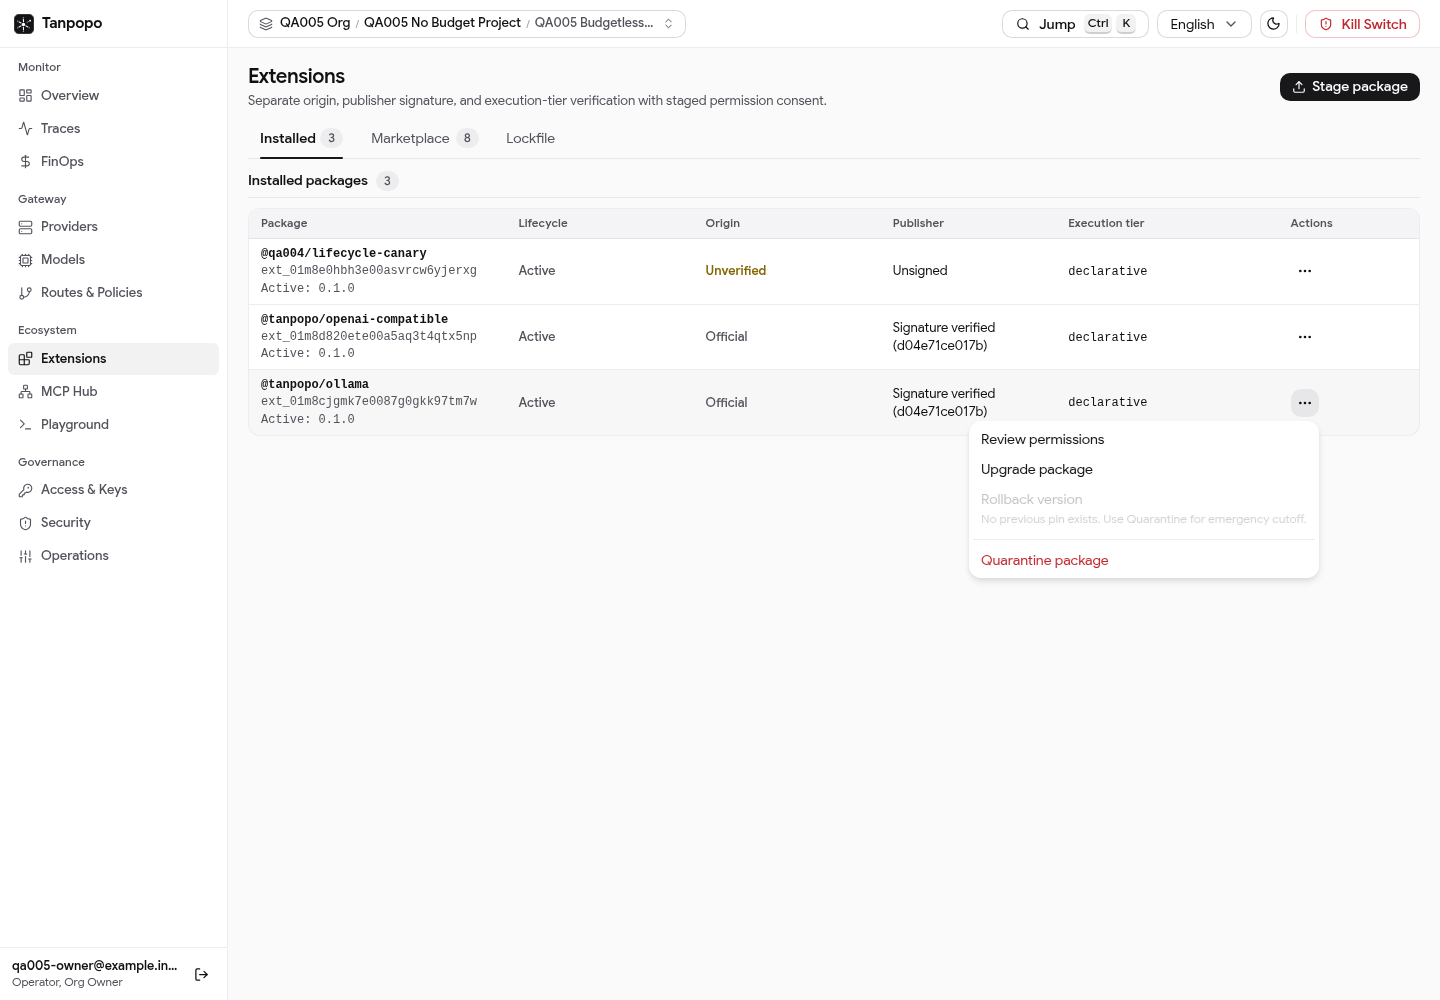 Tanpopo
QA005 Org / QA005 No Budget Project / QA005 Budgetless...
Jump Ctrl K
English
Kill Switch
Monitor
Overview
Traces
FinOps
Gateway
Providers
Models
Routes & Policies
Ecosystem
Extensions
MCP Hub
Playground
Governance
Access & Keys
Security
Operations
qa005-owner@example.in...
Operator, Org Owner
Extensions
Separate origin, publisher signature, and execution-tier verification with staged permission consent.
Stage package
Installed 3 Marketplace 8 Lockfile
Installed packages 3
Package Lifecycle Origin Publisher Execution tier Actions
@qa004/lifecycle-canary
ext_01m8e0hbh3e00asvrcw6yjerxg
Active: 0.1.0
Active
Unverified
Unsigned
declarative
@tanpopo/openai-compatible
ext_01m8d820ete00a5aq3t4qtx5np
Active: 0.1.0
Active
Official
Signature verified
(d04e71ce017b)
declarative
@tanpopo/ollama
ext_01m8cjgmk7e0087g0gkk97tm7w
Active: 0.1.0
Active
Official
Signature verified
(d04e71ce017b)
declarative
Review permissions
Upgrade package
Rollback version
No previous pin exists. Use Quarantine for emergency cutoff.
Quarantine package